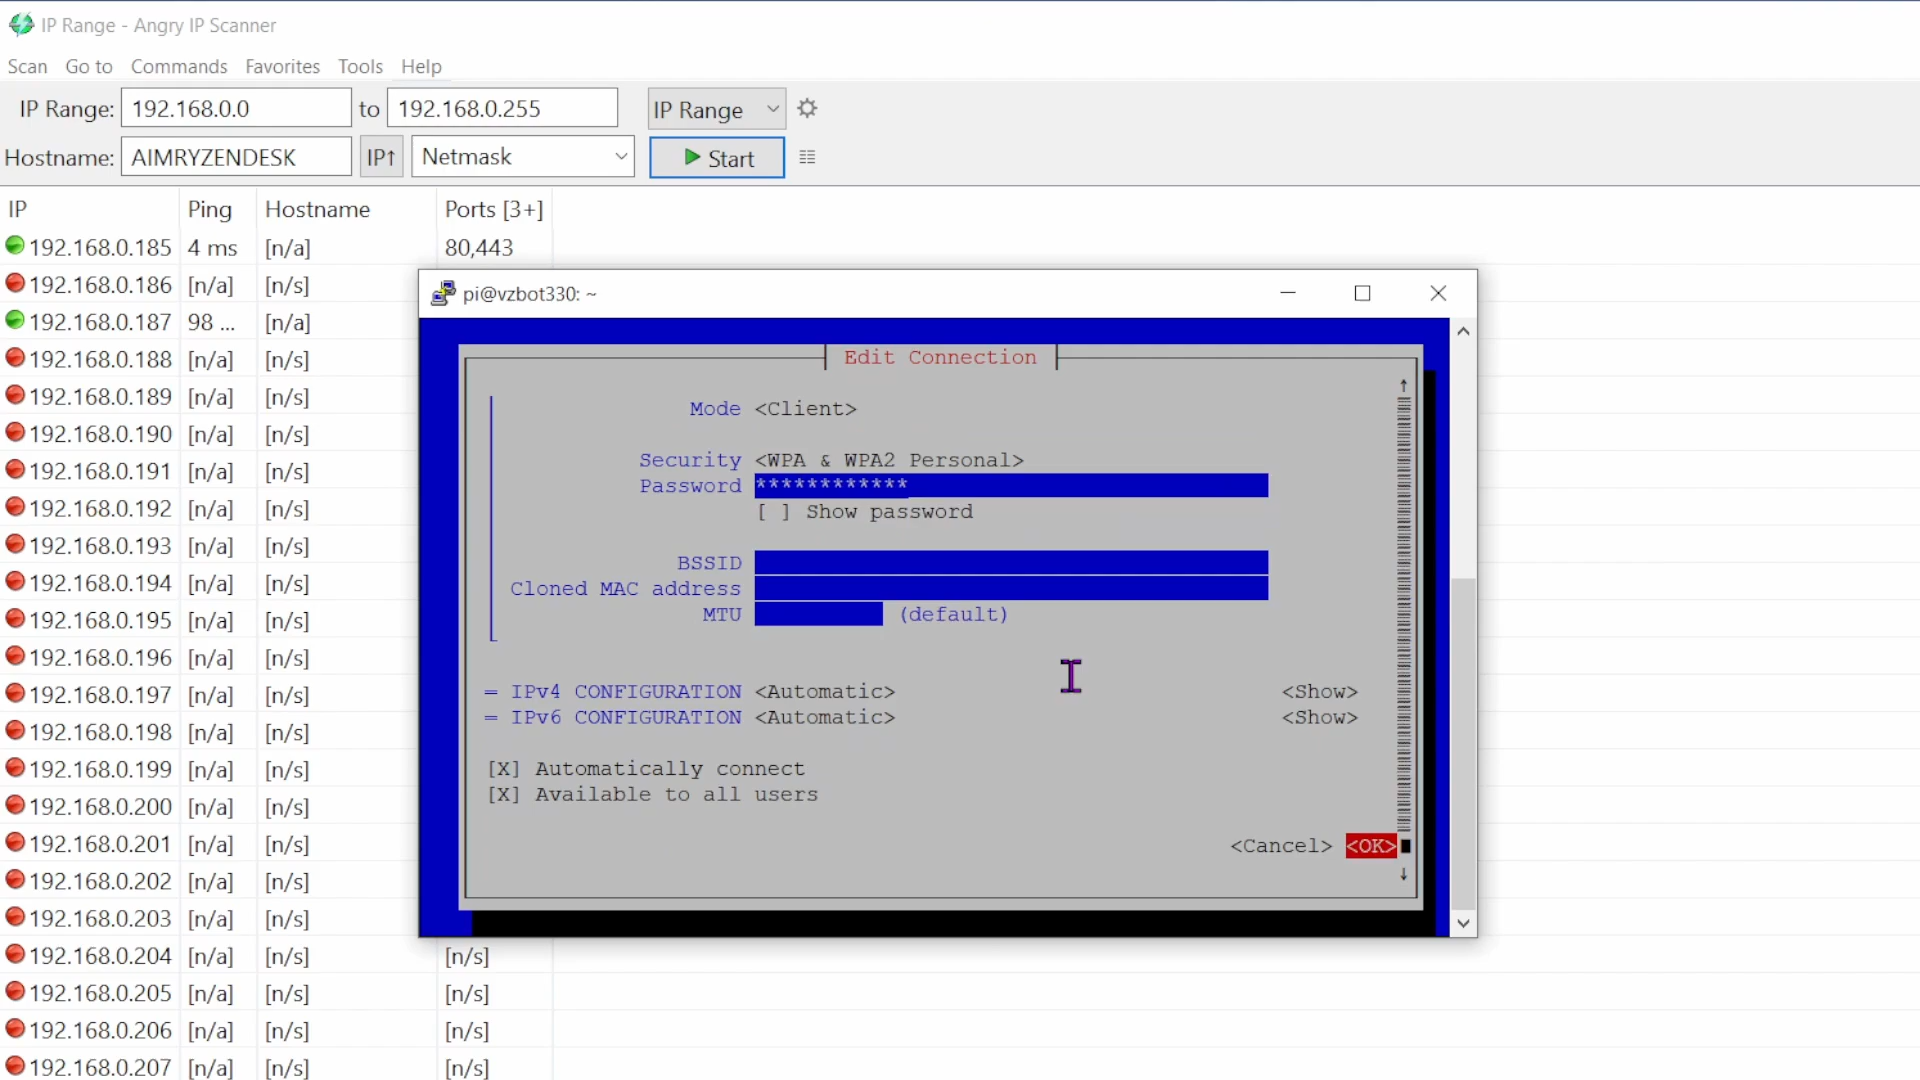 IP Range - Angry IP Scanner
Scan Go to Commands Favorites Tools Help
IP Range: 192.168.0.0 to 192.168.0.255 IP Range
Hostname: AIMRYZENDESK IP↑ Netmask Start
IP Ping Hostname Ports [3+]
192.168.0.185 4 ms [n/a] 80,443
192.168.0.186 [n/a] [n/s]
192.168.0.187 98 ... [n/a]
192.168.0.188 [n/a] [n/s]
192.168.0.189 [n/a] [n/s]
192.168.0.190 [n/a] [n/s]
192.168.0.191 [n/a] [n/s]
192.168.0.192 [n/a] [n/s]
192.168.0.193 [n/a] [n/s]
192.168.0.194 [n/a] [n/s]
192.168.0.195 [n/a] [n/s]
192.168.0.196 [n/a] [n/s]
192.168.0.197 [n/a] [n/s]
192.168.0.198 [n/a] [n/s]
192.168.0.199 [n/a] [n/s]
192.168.0.200 [n/a] [n/s]
192.168.0.201 [n/a] [n/s]
192.168.0.202 [n/a] [n/s]
192.168.0.203 [n/a] [n/s]
192.168.0.204 [n/a] [n/s] [n/s]
192.168.0.205 [n/a] [n/s] [n/s]
192.168.0.206 [n/a] [n/s] [n/s]
192.168.0.207 [n/a] [n/s] [n/s]
pi@vzbot330: ~
Edit Connection
Mode <Client>
Security <WPA & WPA2 Personal>
Password ************
[ ] Show password
BSSID
Cloned MAC address
MTU (default)
= IPv4 CONFIGURATION <Automatic> <Show>
= IPv6 CONFIGURATION <Automatic> <Show>
[X] Automatically connect
[X] Available to all users
<Cancel> <OK>